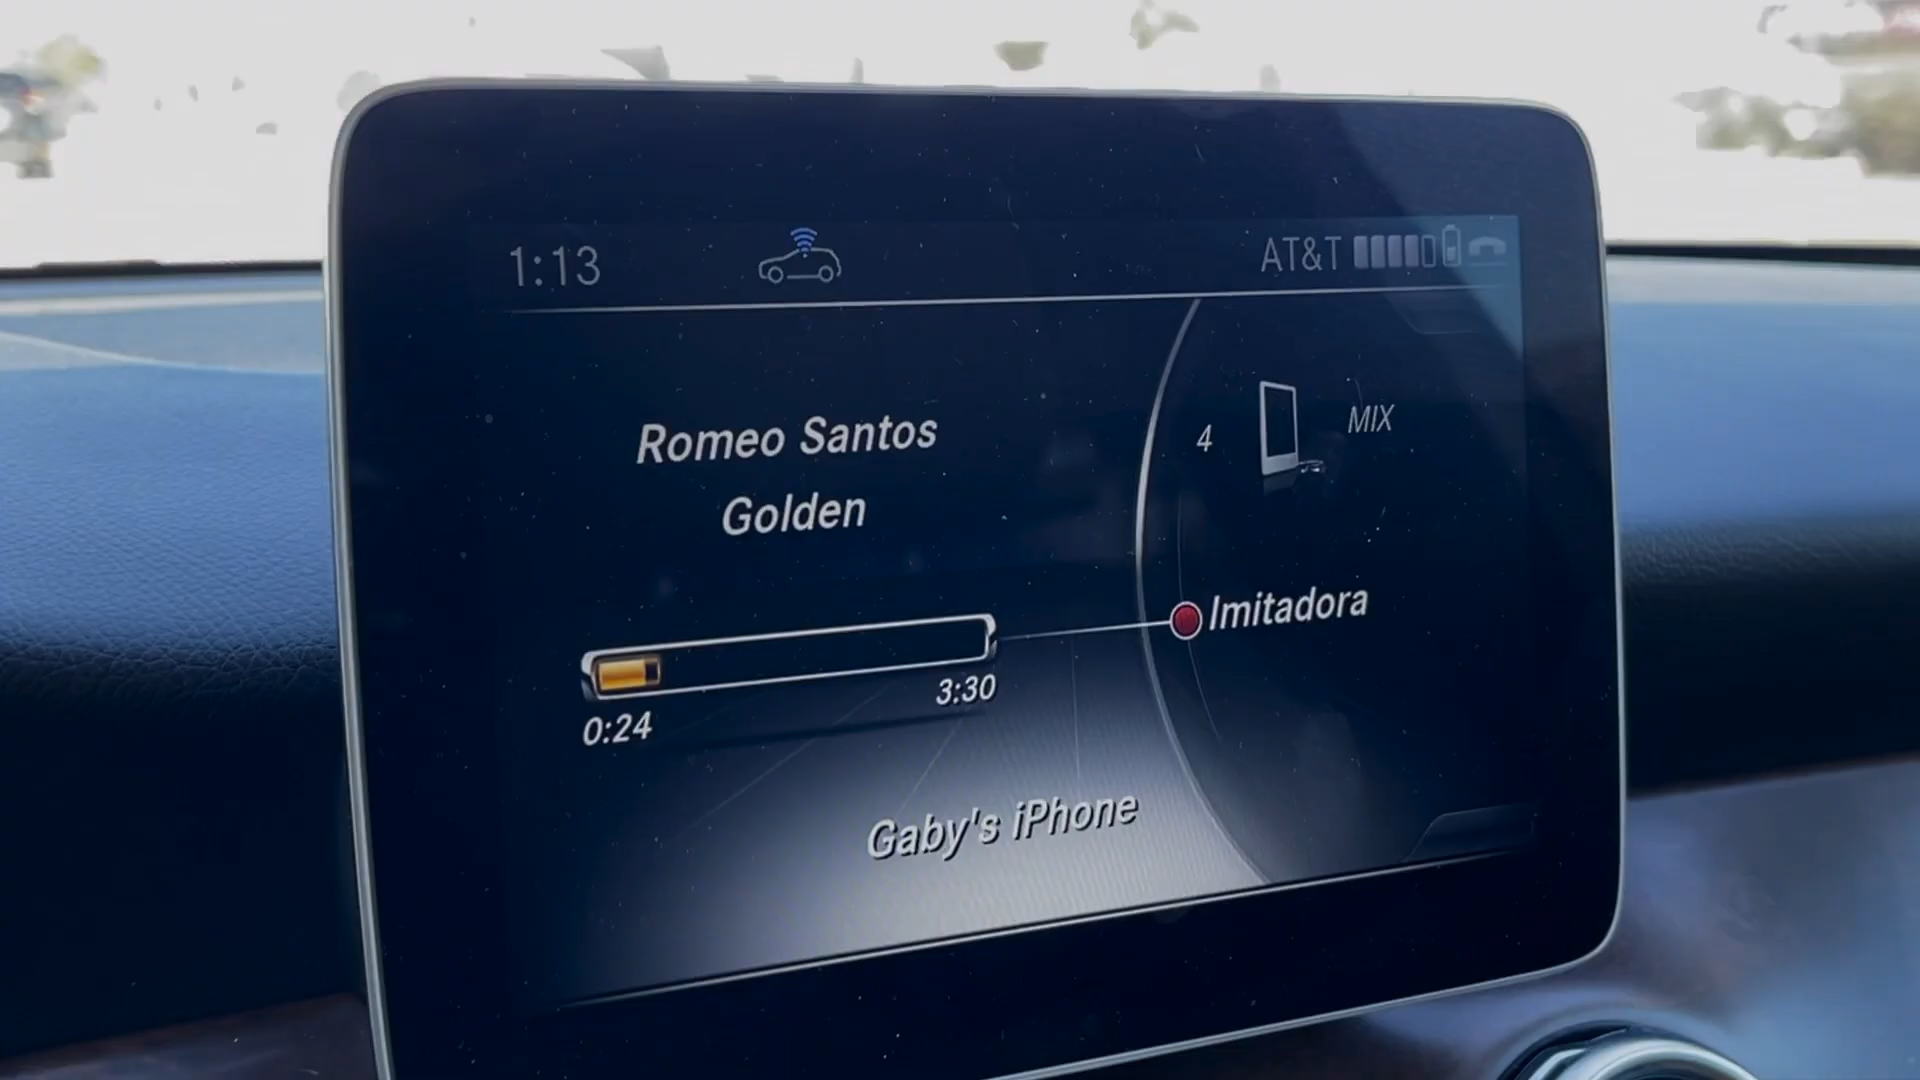 1:13
AT&T
Romeo Santos
Golden
4
MIX
Imitadora
0:24
3:30
Gaby's iPhone